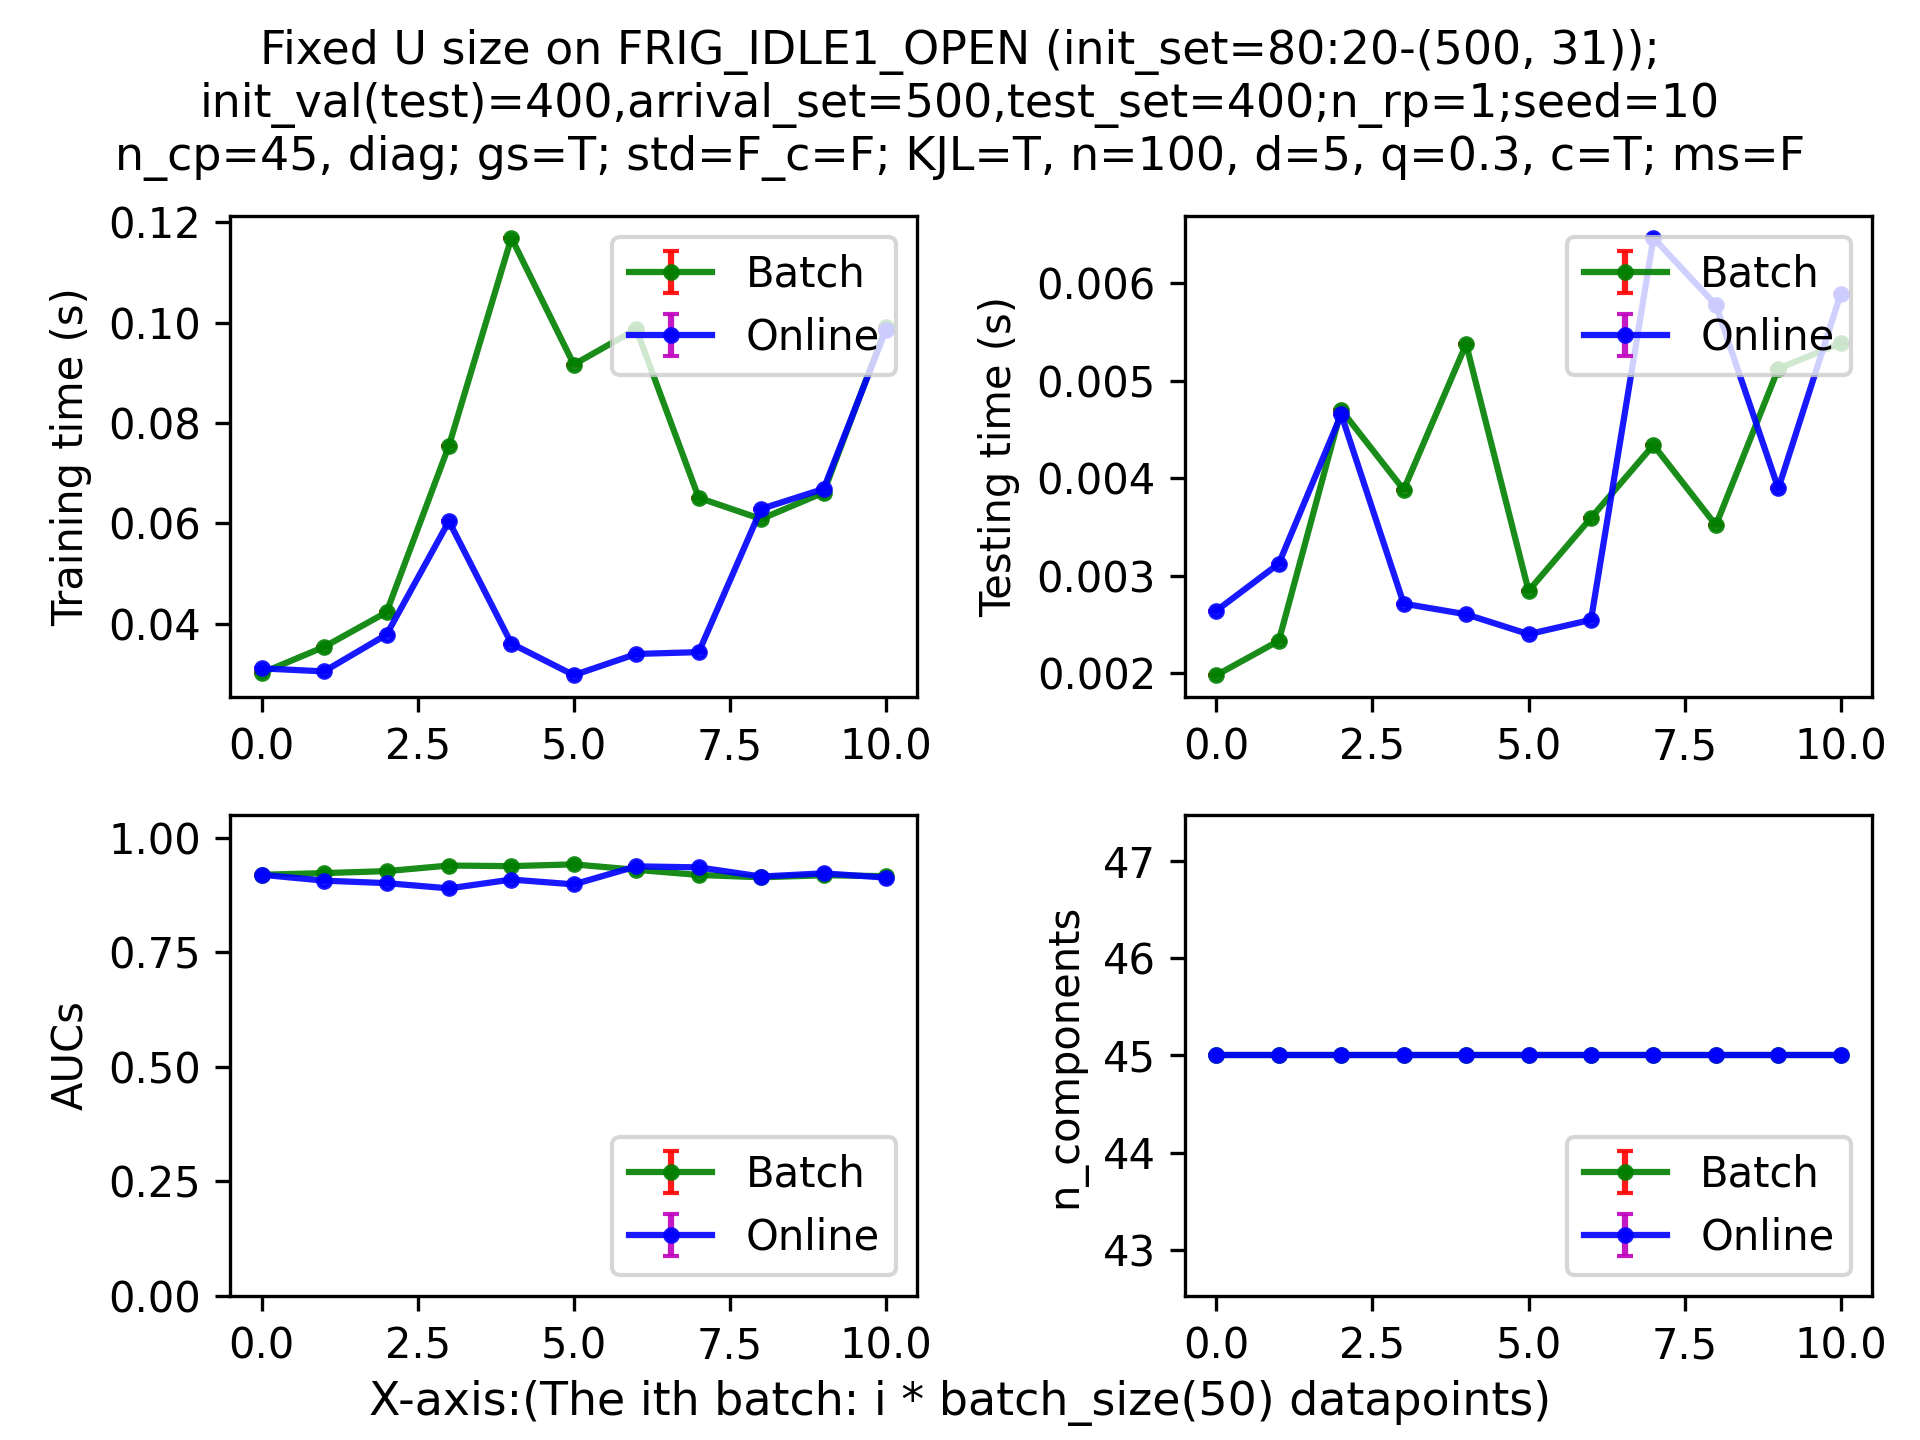 Fixed U size on FRIG_IDLE1_OPEN (init_set=80:20-(500, 31));
init_val(test)=400,arrival_set=500,test_set=400;n_rp=1;seed=10
n_cp=45, diag; gs=T; std=F_c=F; KJL=T, n=100, d=5, q=0.3, c=T; ms=F
Training time (s)
0.12
0.10
0.08
0.06
0.04
Batch
Online
0.0 2.5 5.0 7.5 10.0
Testing time (s)
0.006
0.005
0.004
0.003
0.002
Batch
Online
0.0 2.5 5.0 7.5 10.0
AUCs
1.00
0.75
0.50
0.25
0.00
Batch
Online
0.0 2.5 5.0 7.5 10.0
n_components
47
46
45
44
43
Batch
Online
0.0 2.5 5.0 7.5 10.0
X-axis:(The ith batch: i * batch_size(50) datapoints)